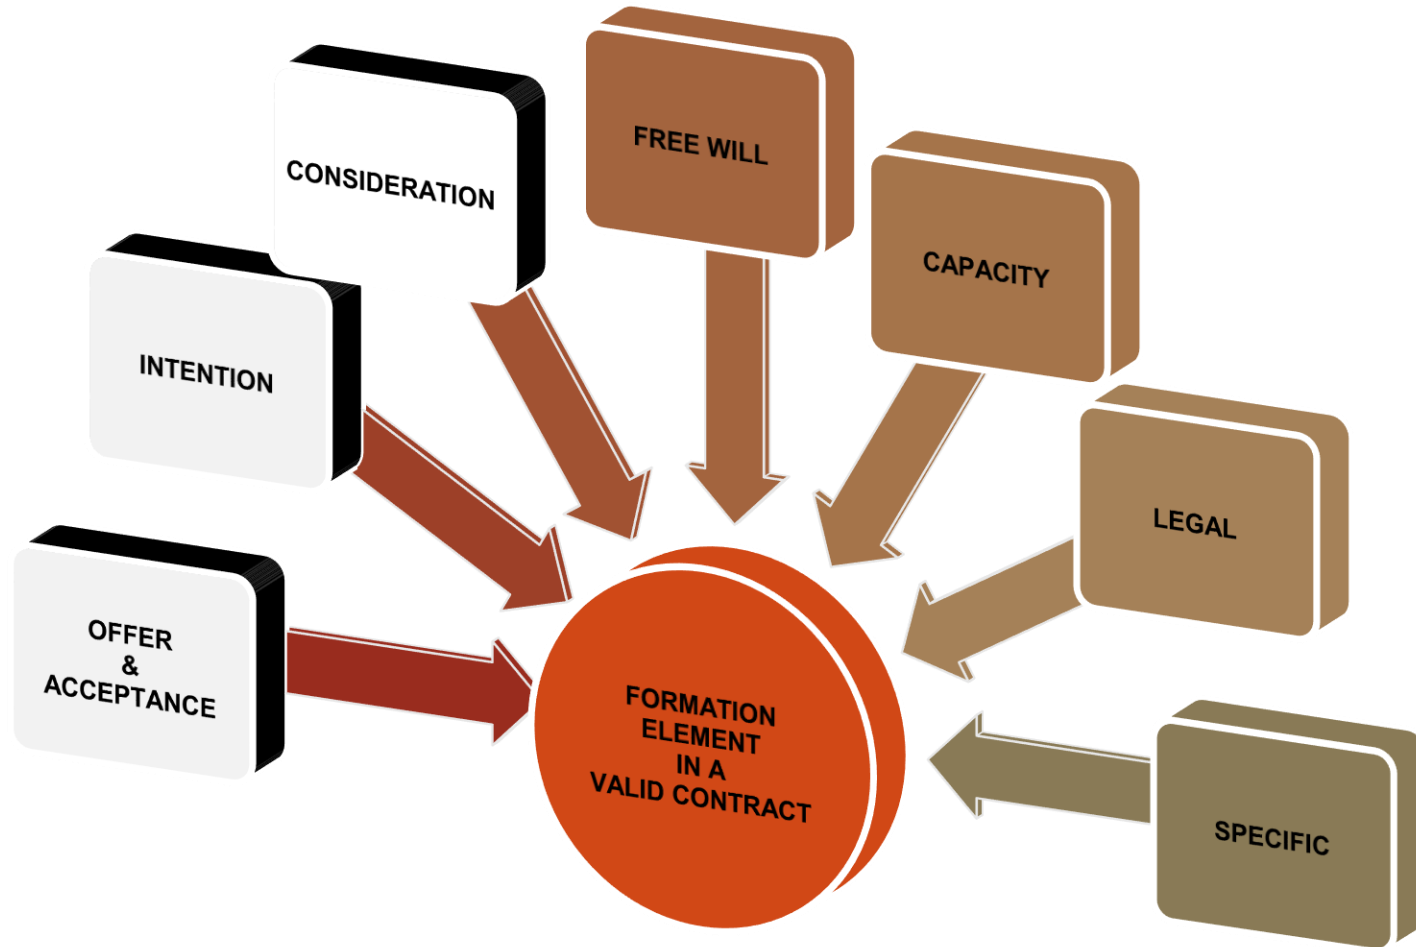 FREE WILL
CONSIDERATION
CAPACITY
INTENTION
LEGAL
OFFER
&
ACCEPTANCE
FORMATION
ELEMENT
IN A
VALID CONTRACT
SPECIFIC